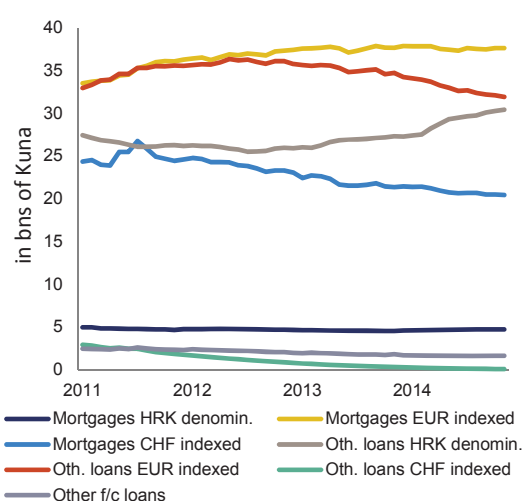 in bns of Kuna
40
35
30
25
20
15
10
5
0
2011 2012 2013 2014
Mortgages HRK denomin. Mortgages EUR indexed
Mortgages CHF indexed Oth. loans HRK denomin.
Oth. loans EUR indexed Oth. loans CHF indexed
Other f/c loans